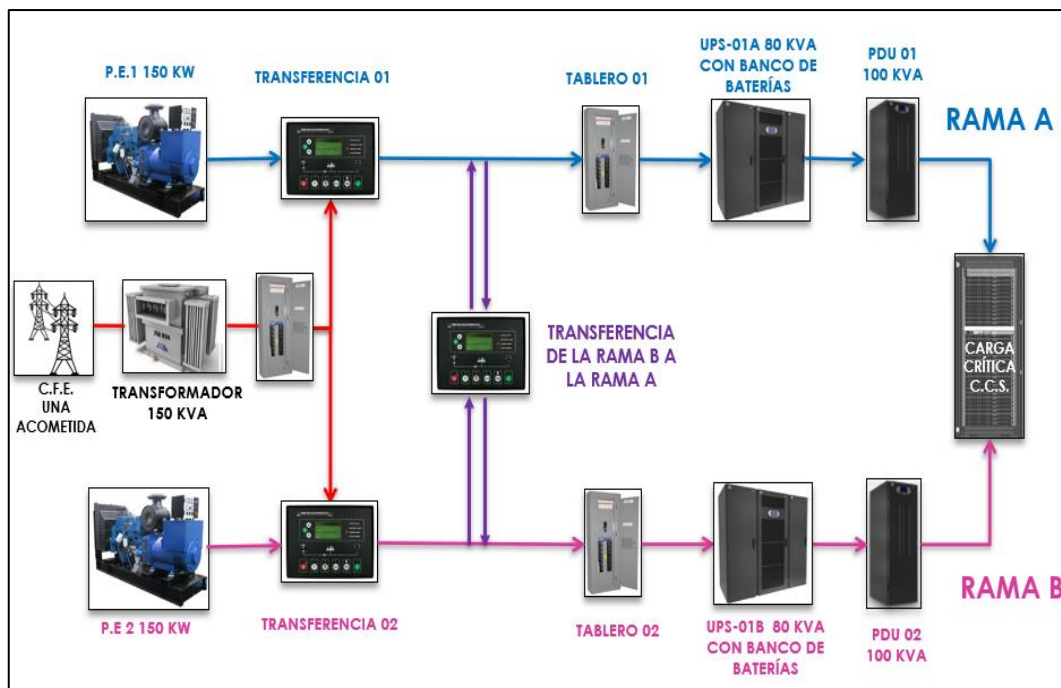 P.E.1 150 KW
TRANSFERENCIA 01
TABLERO 01
UPS-01A 80 KVA
CON BANCO DE
BATERÍAS
PDU 01
100 KVA
RAMA A
C.F.E.
UNA
ACOMETIDA
TRANSFORMADOR
150 KVA
TRANSFERENCIA
DE LA RAMA B A
LA RAMA A
CARGA
CRÍTICA
C.C.S.
P.E 2 150 KW
TRANSFERENCIA 02
TABLERO 02
UPS-01B 80 KVA
CON BANCO DE
BATERÍAS
PDU 02
100 KVA
RAMA B